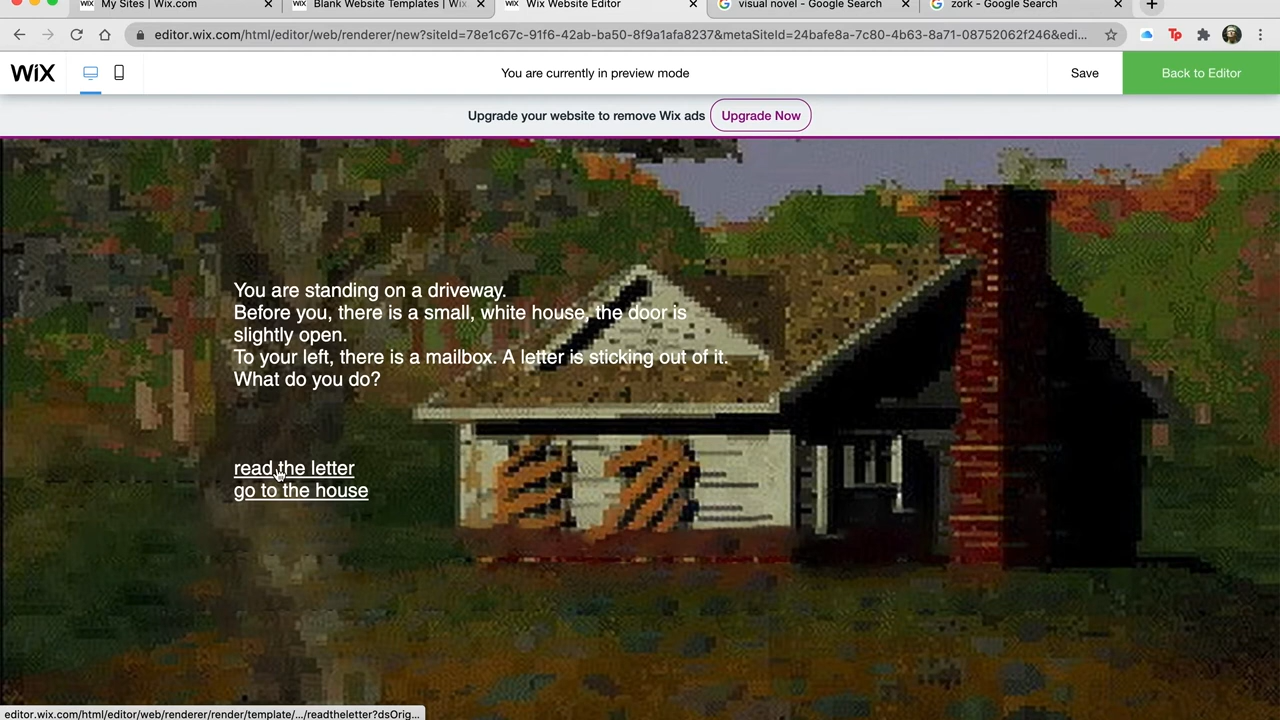 WiX My Sites | Wix.com
WiX Blank Website Templates | Wix
WiX Wix Website Editor
visual novel - Google Search
zork - Google Search
editor.wix.com/html/editor/web/renderer/new?siteId=78e1c67c-91f6-42ab-ba50-8f9a1afa8237&metaSiteId=24bafe8a-7c80-4b63-8a71-08752062f246&edi...
Tp
WiX
You are currently in preview mode
Save
Back to Editor
Upgrade your website to remove Wix ads
Upgrade Now
You are standing on a driveway.
Before you, there is a small, white house, the door is
slightly open.
To your left, there is a mailbox. A letter is sticking out of it.
What do you do?
read the letter
go to the house
editor.wix.com/html/editor/web/renderer/render/template/.../readtheletter?dsOrig...